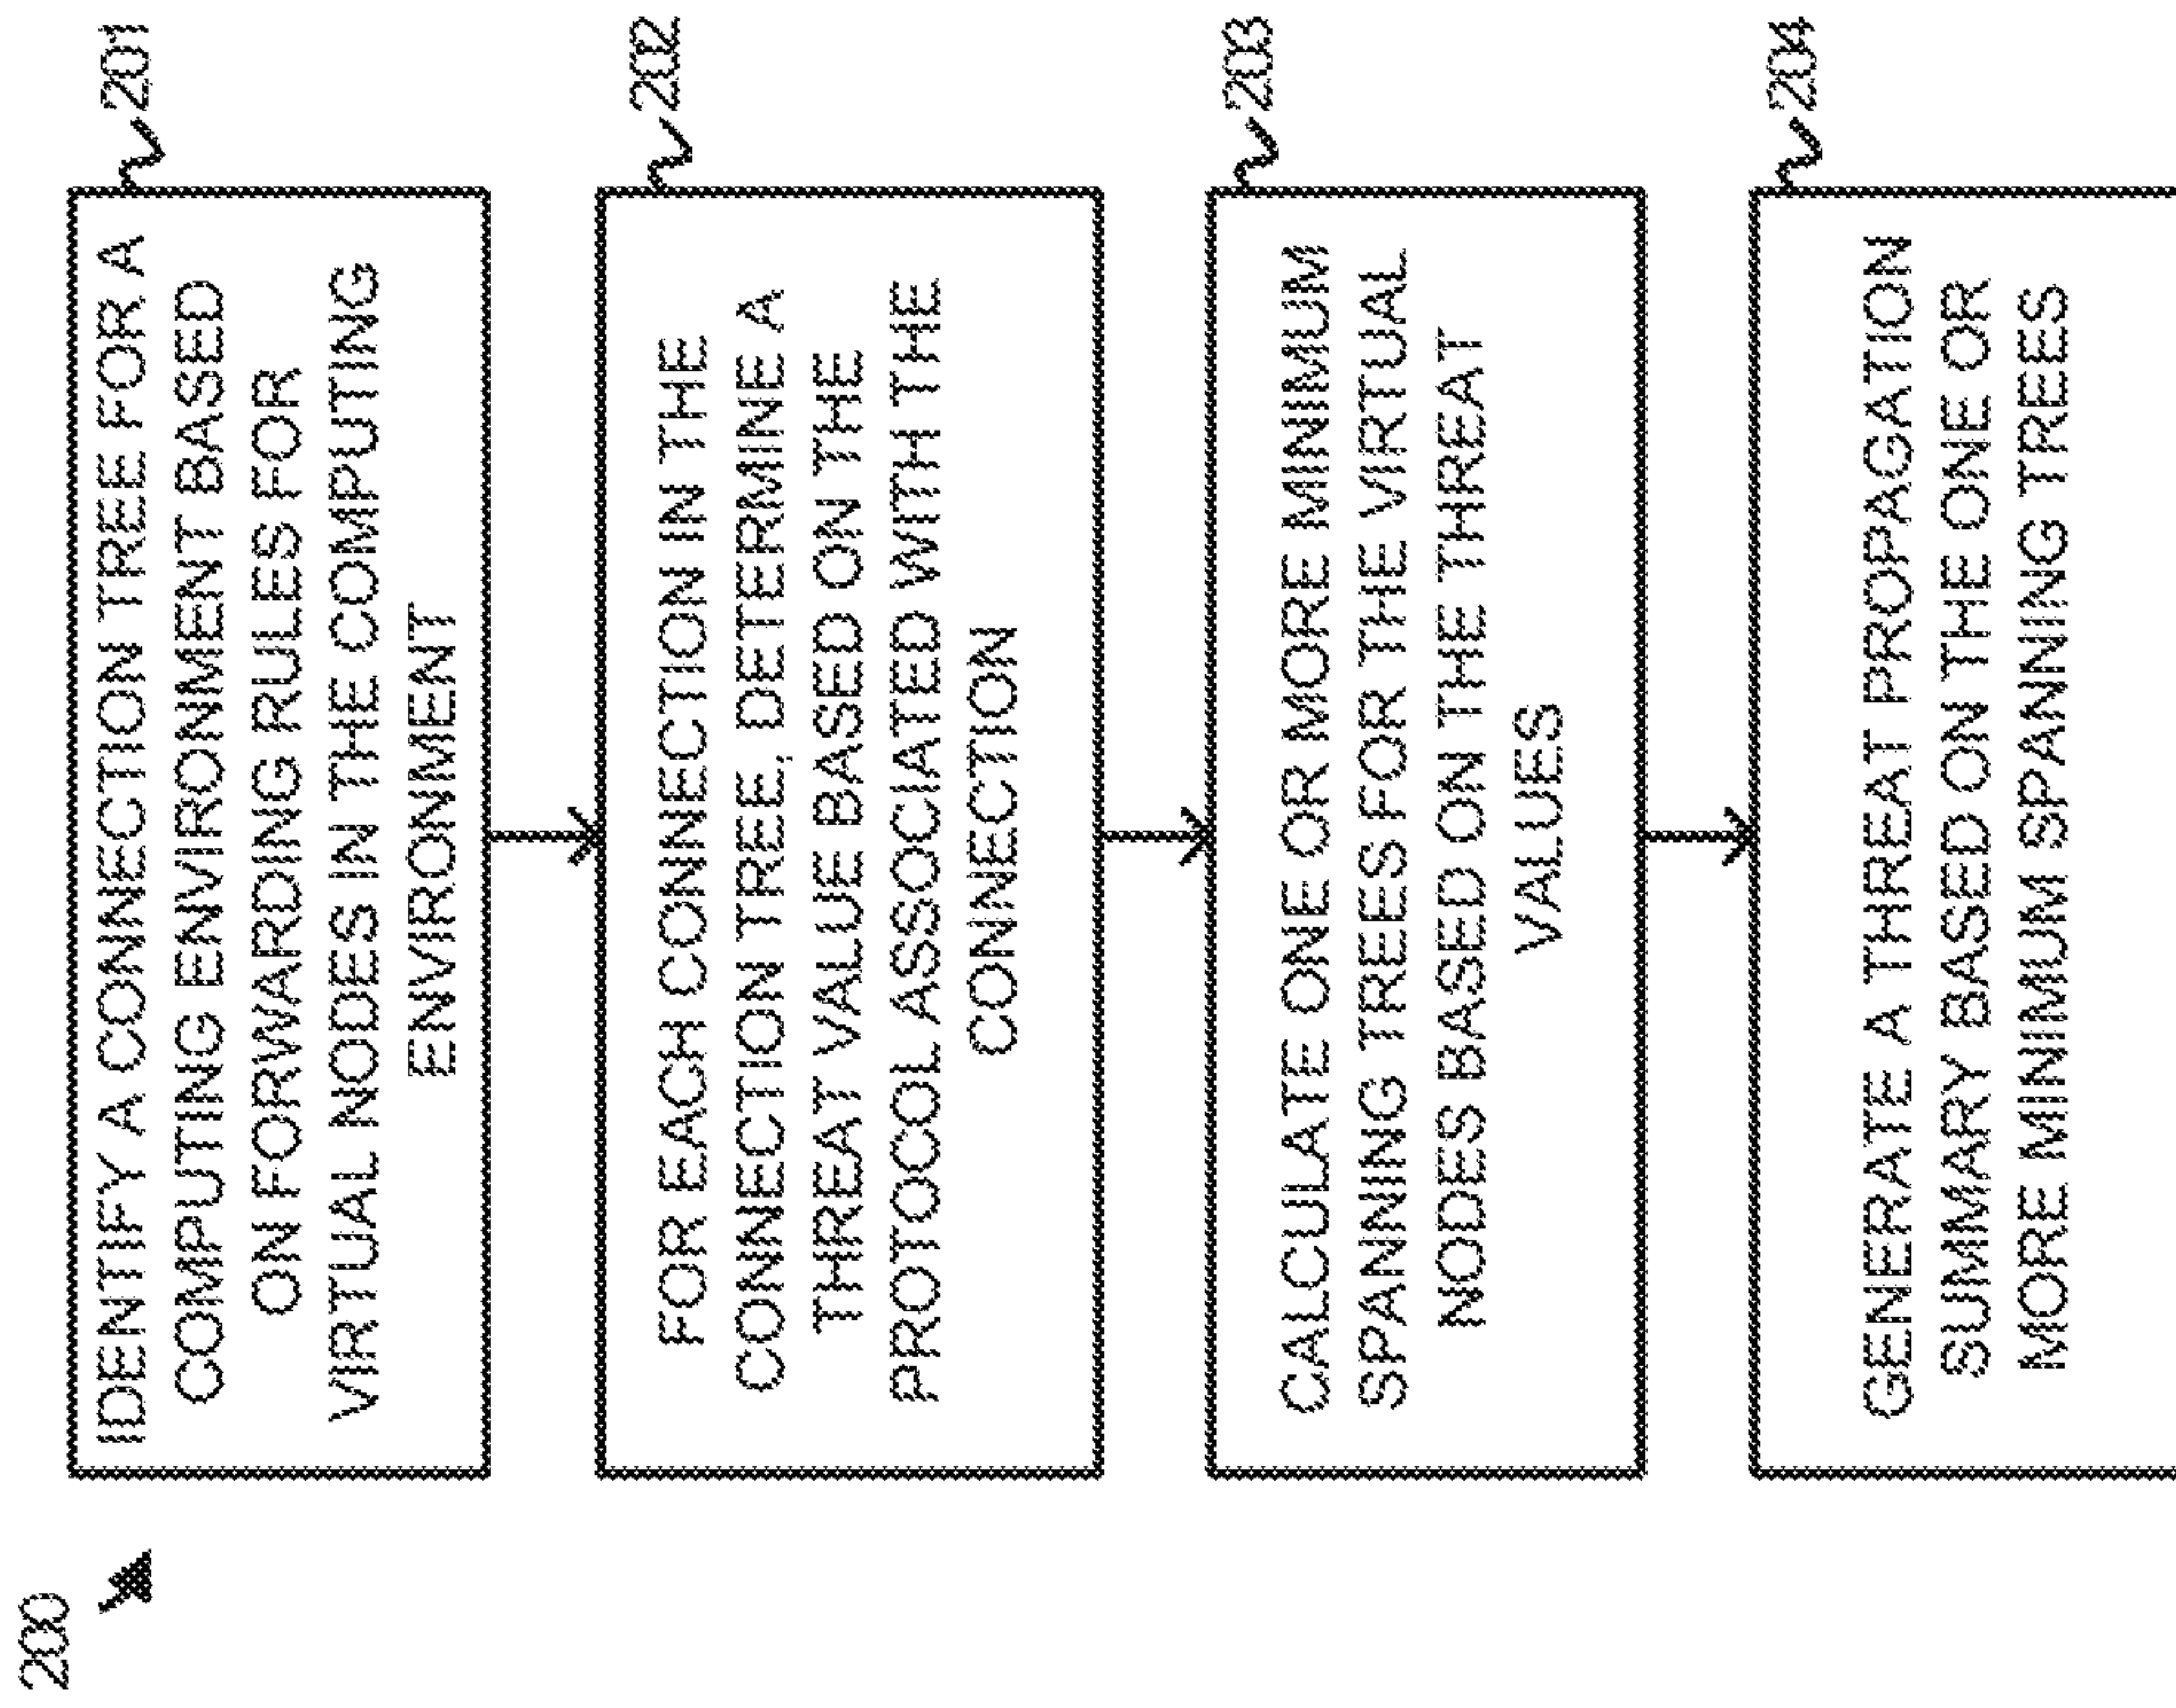 200
201
IDENTIFY A CONNECTION TREE FOR A
COMPUTING ENVIRONMENT BASED
ON FORWARDING RULES FOR
VIRTUAL NODES IN THE COMPUTING
ENVIRONMENT
202
FOR EACH CONNECTION IN THE
CONNECTION TREE, DETERMINE A
THREAT VALUE BASED ON THE
PROTOCOL ASSOCIATED WITH THE
CONNECTION
203
CALCULATE ONE OR MORE MINIMUM
SPANNING TREES FOR THE VIRTUAL
NODES BASED ON THE THREAT
VALUES
204
GENERATE A THREAT PROPAGATION
SUMMARY BASED ON THE ONE OR
MORE MINIMUM SPANNING TREES